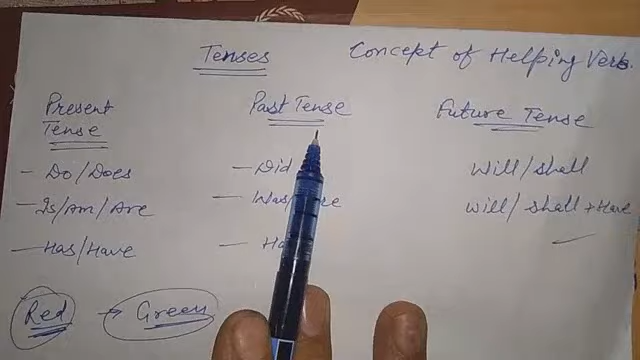 Tenses Concept of Helping Verbs.
Present Tense
Past Tense
Future Tense
- Do/Does
- Did
Will/shall
- Is/Am/Are
- Was/
will/ shall + Have
- Has/Have
-
Red → Green